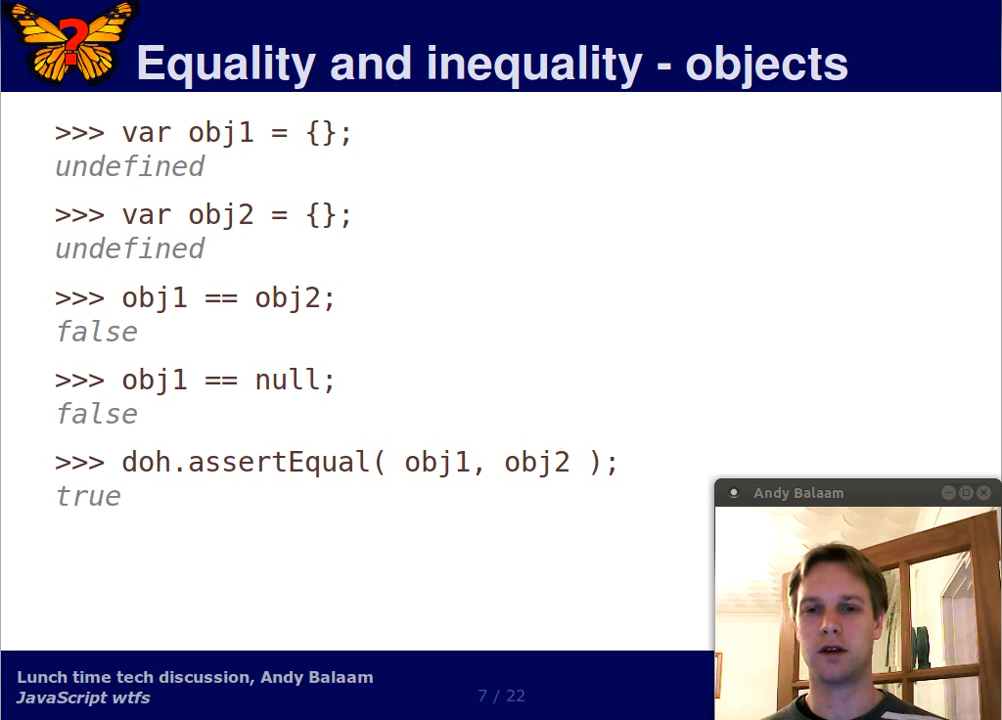 ?
Equality and inequality - objects
>>> var obj1 = {};
undefined
>>> var obj2 = {};
undefined
>>> obj1 == obj2;
false
>>> obj1 == null;
false
>>> doh.assertEqual( obj1, obj2 );
true
Andy Balaam
Lunch time tech discussion, Andy Balaam
JavaScript wtfs
7 / 22